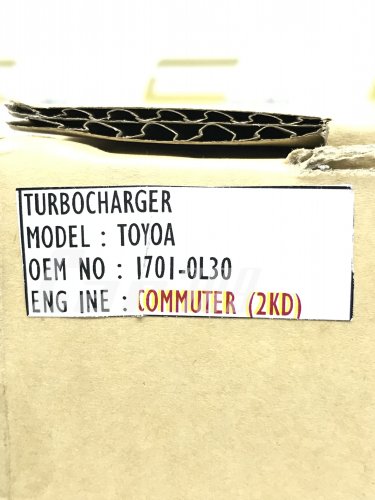 TURBOCHARGER
MODEL : TOYOA
OEM NO : 1701-0L30
ENG INE : COMMUTER (2KD)